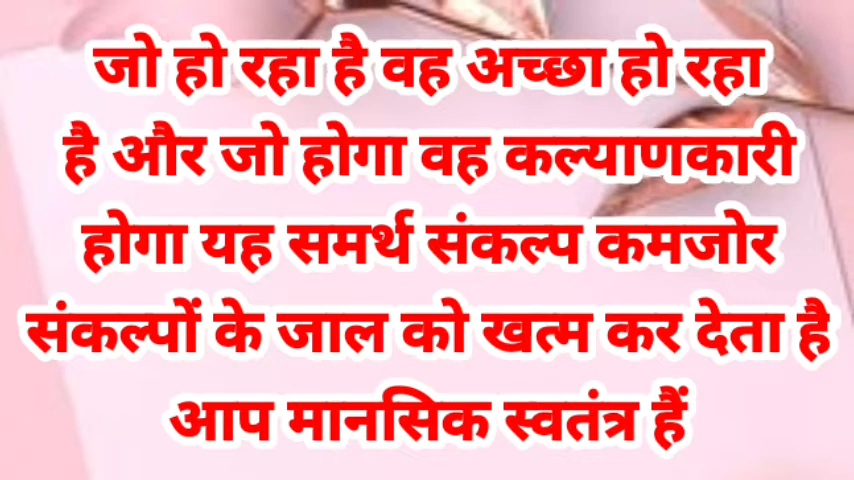 जो हो रहा है वह अच्छा हो रहा
है और जो होगा वह कल्याणकारी
होगा यह समर्थ संकल्प कमजोर
संकल्पों के जाल को खत्म कर देता है
आप मानसिक स्वतंत्र हैं